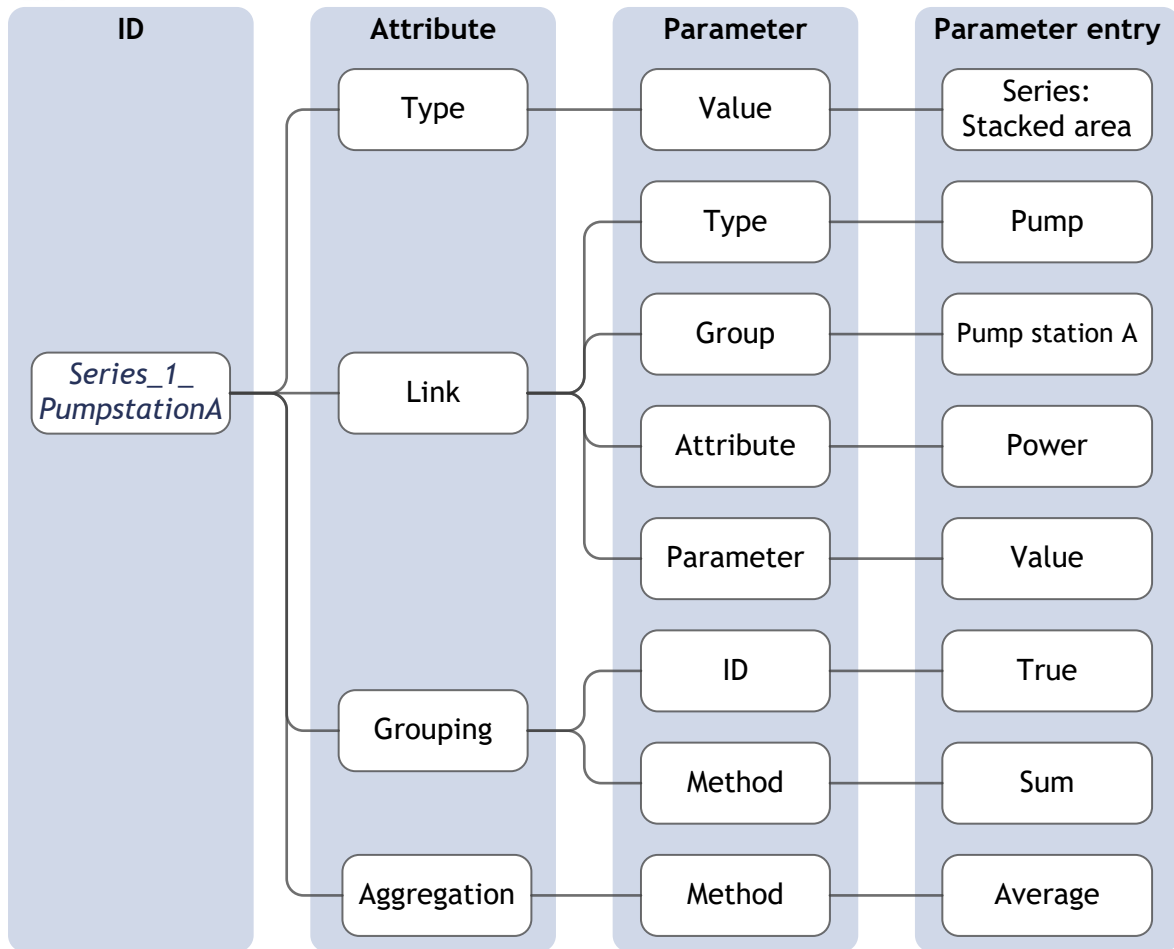 ID
Attribute
Parameter
Parameter entry
Type
Value
Series:
Stacked area
Type
Pump
Group
Pump station A
Series_1_
PumpstationA
Link
Attribute
Power
Parameter
Value
ID
True
Grouping
Method
Sum
Aggregation
Method
Average